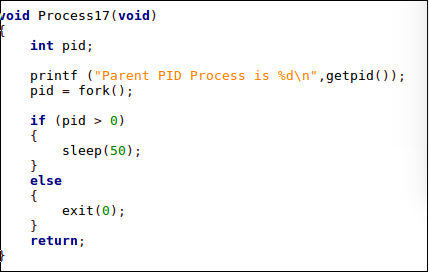 void Process17(void)
{
    int pid;

    printf ("Parent PID Process is %d\n",getpid());
    pid = fork();

    if (pid > 0)
    {
        sleep(50);
    }
    else
    {
        exit(0);
    }
    return;
}